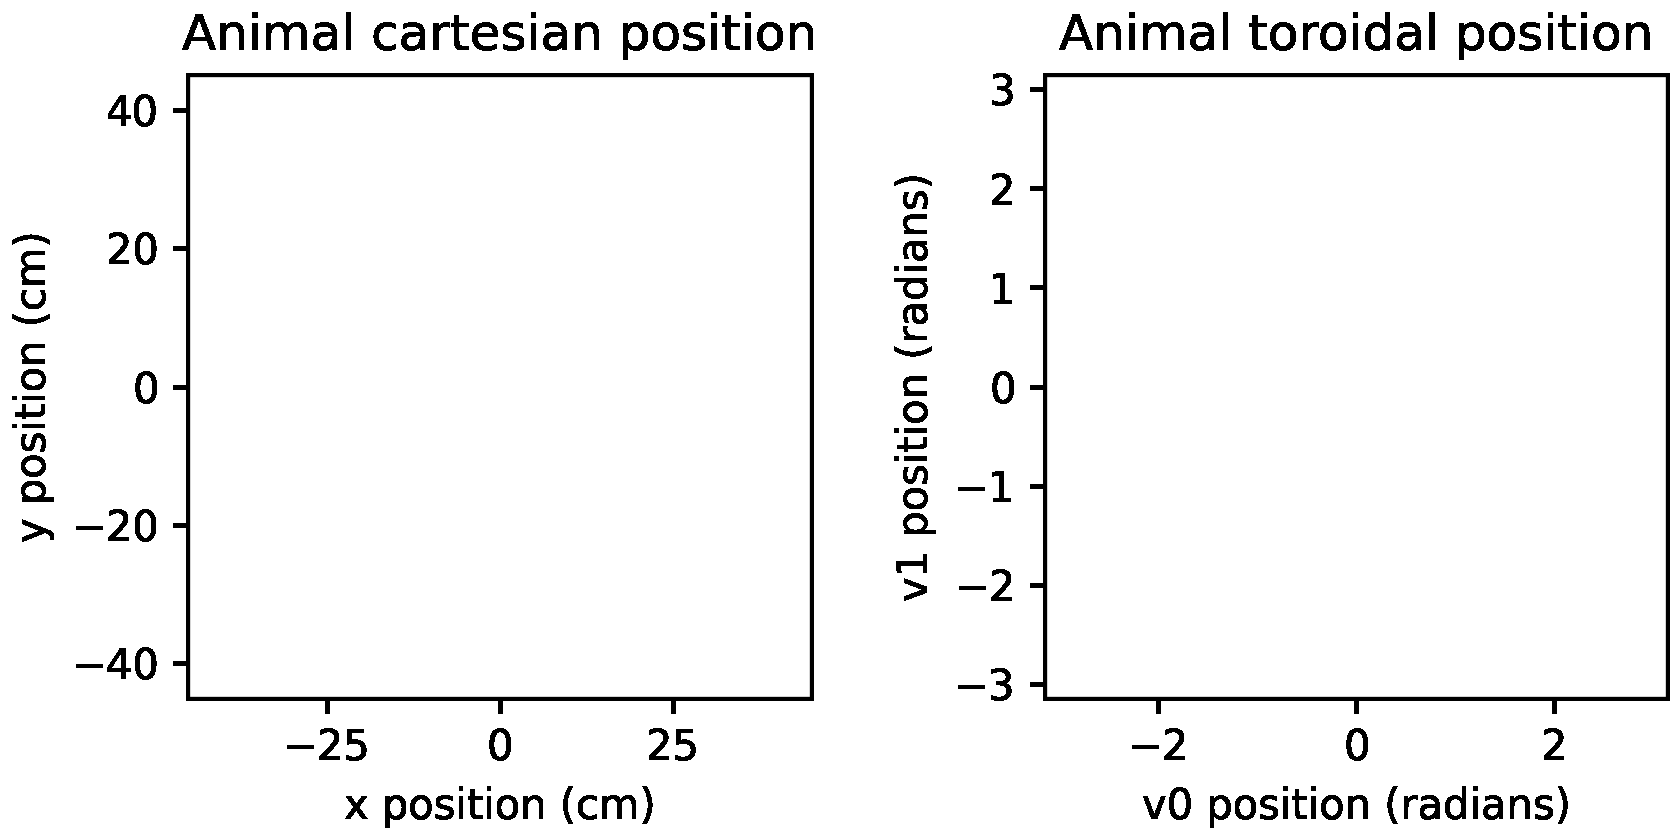 Animal cartesian position
40
20
0
−20
−40
y position (cm)
−25 0 25
x position (cm)
Animal toroidal position
3
2
1
0
−1
−2
−3
v1 position (radians)
−2 0 2
v0 position (radians)